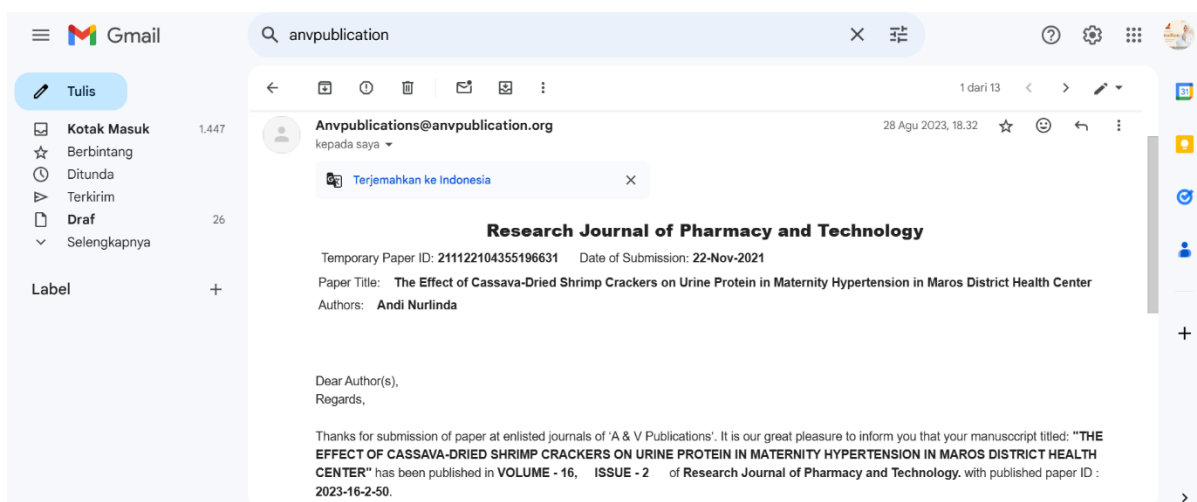 Gmail
anvpublication
Tulis
Kotak Masuk 1.447
Berbintang
Ditunda
Terkirim
Draf 26
Selengkapnya
Label
1 dari 13
31
Anvpublications@anvpublication.org 28 Agu 2023, 18.32
kepada saya
Terjemahkan ke Indonesia
Research Journal of Pharmacy and Technology
Temporary Paper ID: 211122104355196631 Date of Submission: 22-Nov-2021
Paper Title: The Effect of Cassava-Dried Shrimp Crackers on Urine Protein in Maternity Hypertension in Maros District Health Center
Authors: Andi Nurlinda
Dear Author(s),
Regards,
Thanks for submission of paper at enlisted journals of 'A & V Publications'. It is our great pleasure to inform you that your manusccript titled: "THE
EFFECT OF CASSAVA-DRIED SHRIMP CRACKERS ON URINE PROTEIN IN MATERNITY HYPERTENSION IN MAROS DISTRICT HEALTH
CENTER" has been published in VOLUME - 16, ISSUE - 2 of Research Journal of Pharmacy and Technology. with published paper ID :
2023-16-2-50.